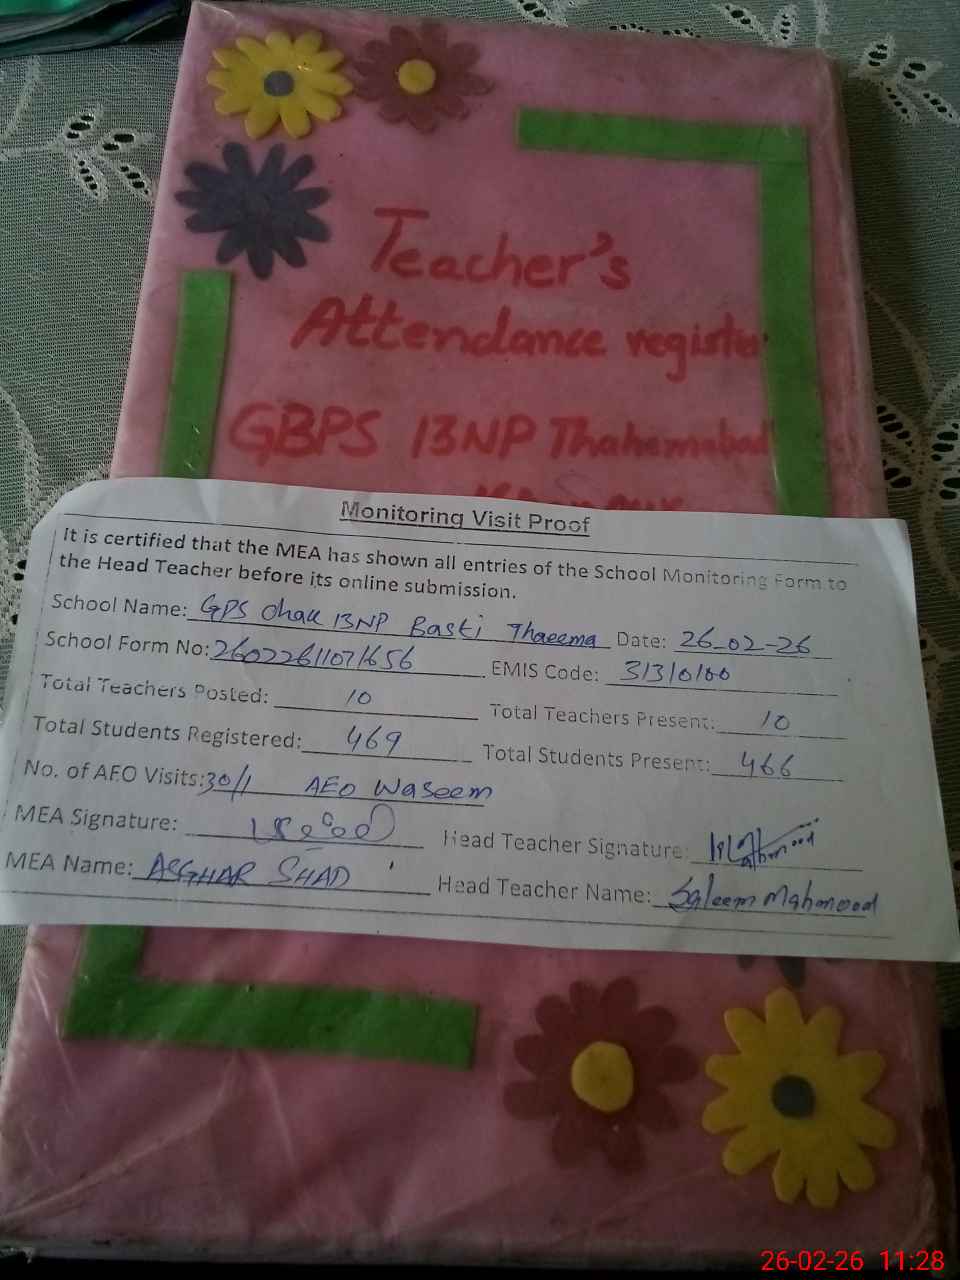 Teacher's
Attendance register
GBPS 13NP Thahemabad
Monitoring Visit Proof
It is certified that the MEA has shown all entries of the School Monitoring Form to
the Head Teacher before its online submission.
School Name: GPS chak 13NP Basti Thaeema Date: 26-02-26
School Form No: EMIS Code: 31310100
Total Teachers Posted: 10 Total Teachers Present: 10
Total Students Registered: 469 Total Students Present: 466
No. of AEO Visits: 30/1 AEO Waseem
MEA Signature: Head Teacher Signature:
MEA Name: ASGHAR SHAD Head Teacher Name: Saleem Mahmood
26-02-26 11:28